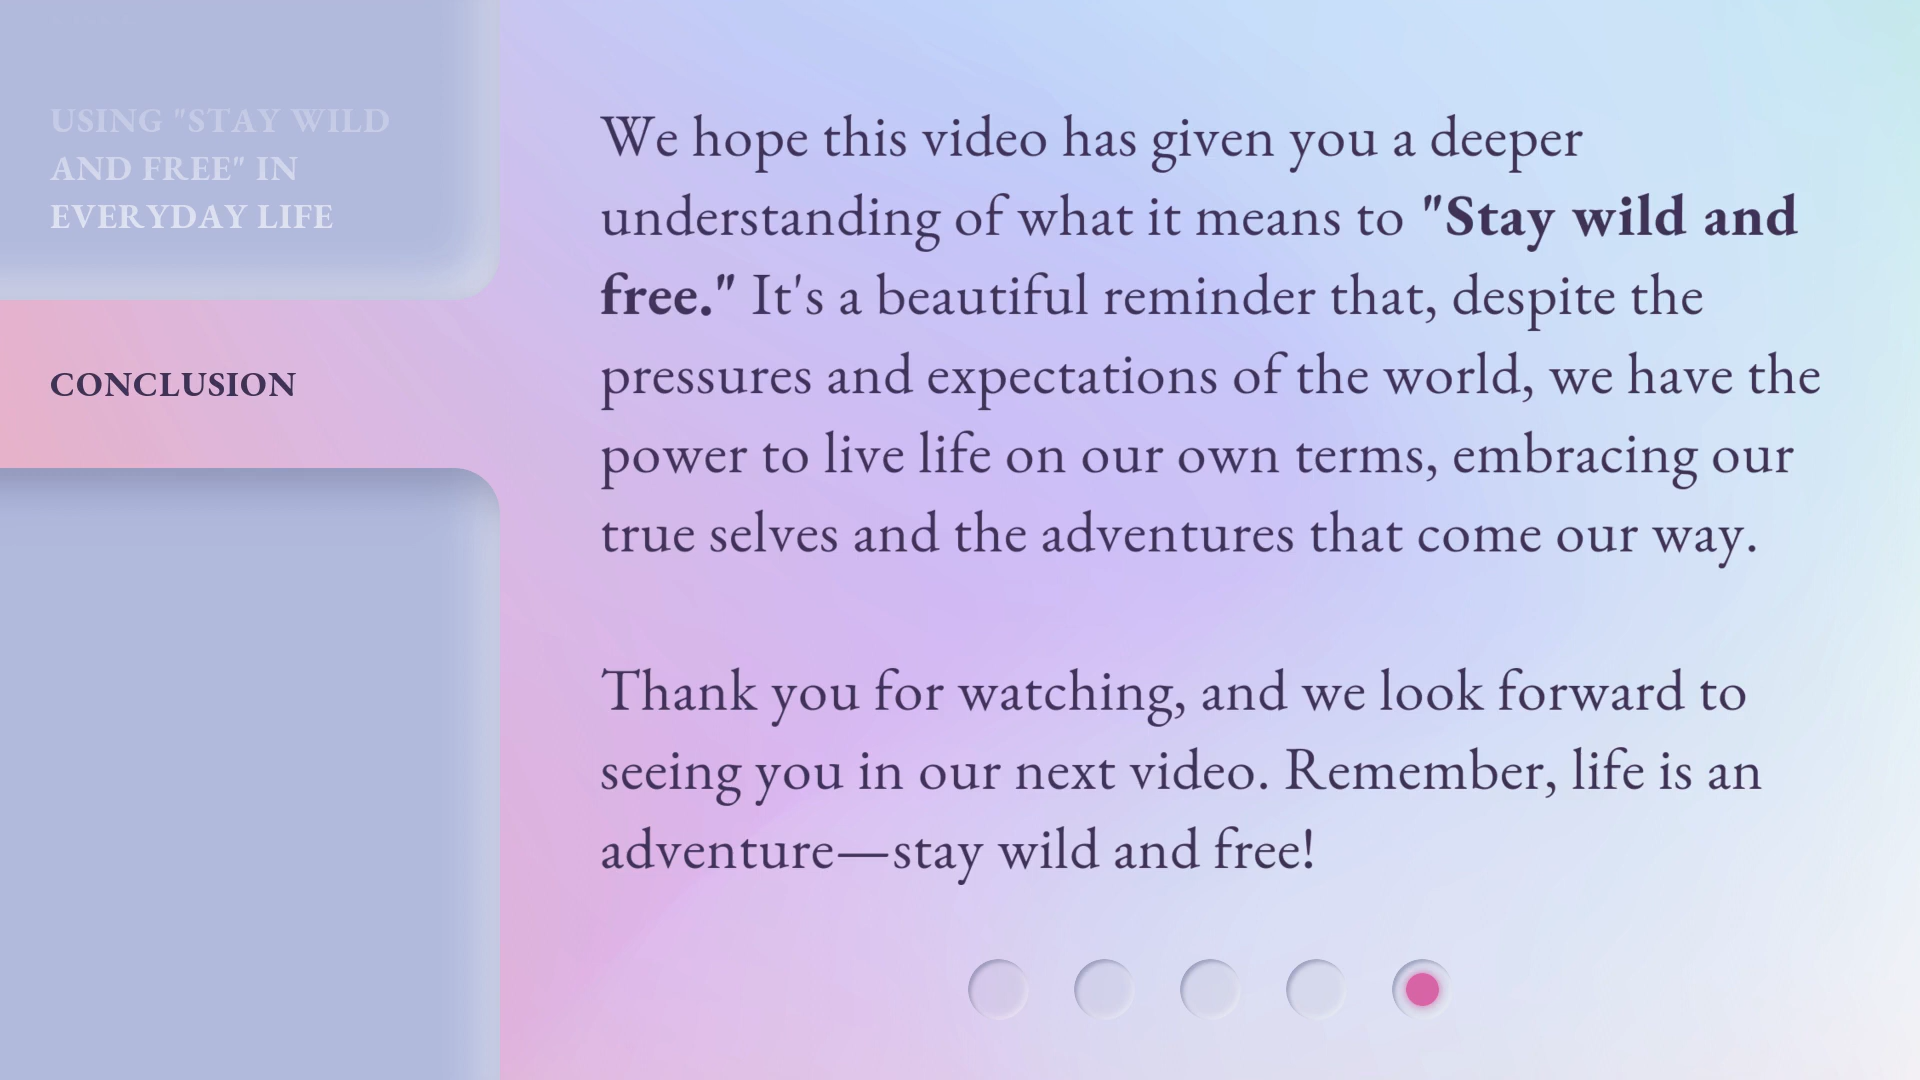 USING "STAY WILD
AND FREE" IN
EVERYDAY LIFE
CONCLUSION
We hope this video has given you a deeper
understanding of what it means to "Stay wild and
free." It's a beautiful reminder that, despite the
pressures and expectations of the world, we have the
power to live life on our own terms, embracing our
true selves and the adventures that come our way.
Thank you for watching, and we look forward to
seeing you in our next video. Remember, life is an
adventure—stay wild and free!